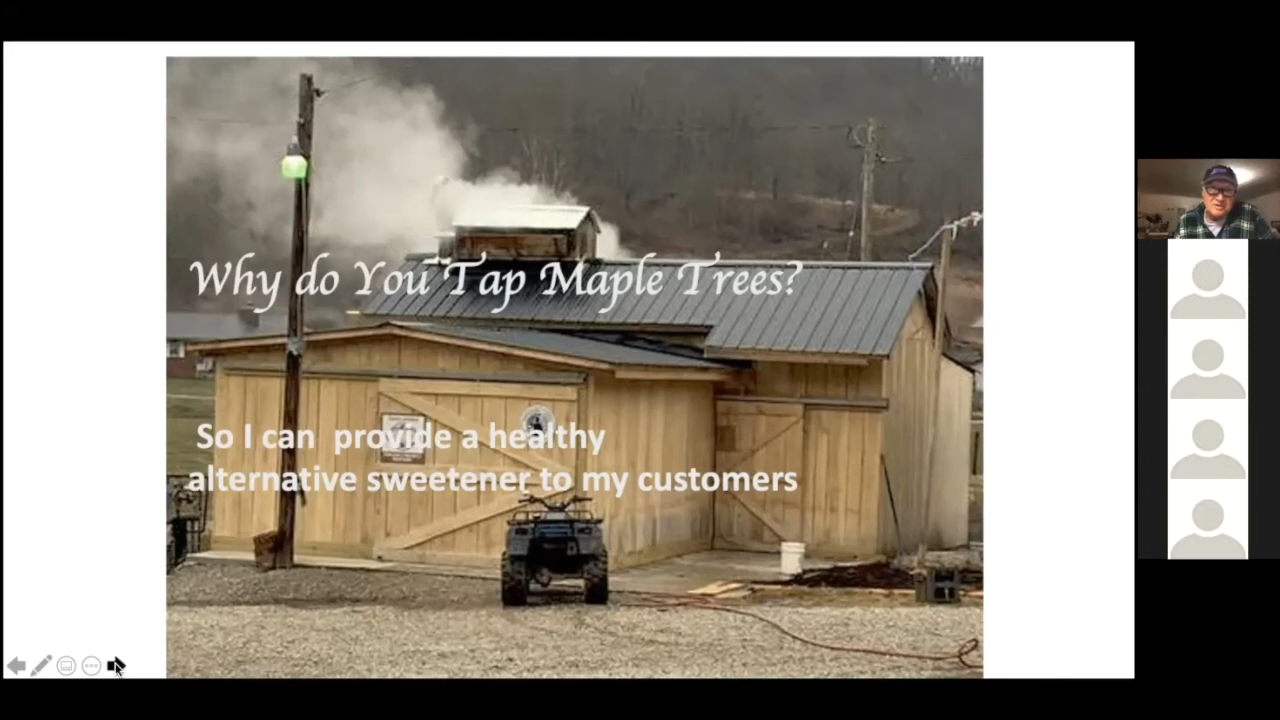 Why do You Tap Maple Trees?
So I can provide a healthy
alternative sweetener to my customers